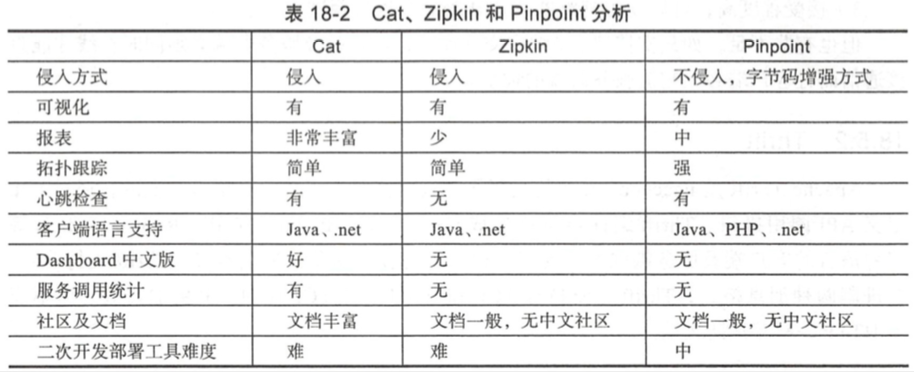 表 18-2 Cat、Zipkin 和 Pinpoint 分析
Cat Zipkin Pinpoint
侵入方式 侵入 侵入 不侵入，字节码增强方式
可视化 有 有 有
报表 非常丰富 少 中
拓扑跟踪 简单 简单 强
心跳检查 有 无 有
客户端语言支持 Java、.net Java、.net Java、PHP、.net
Dashboard 中文版 好 无 无
服务调用统计 有 无 无
社区及文档 文档丰富 文档一般，无中文社区 文档一般，无中文社区
二次开发部署工具难度 难 难 中